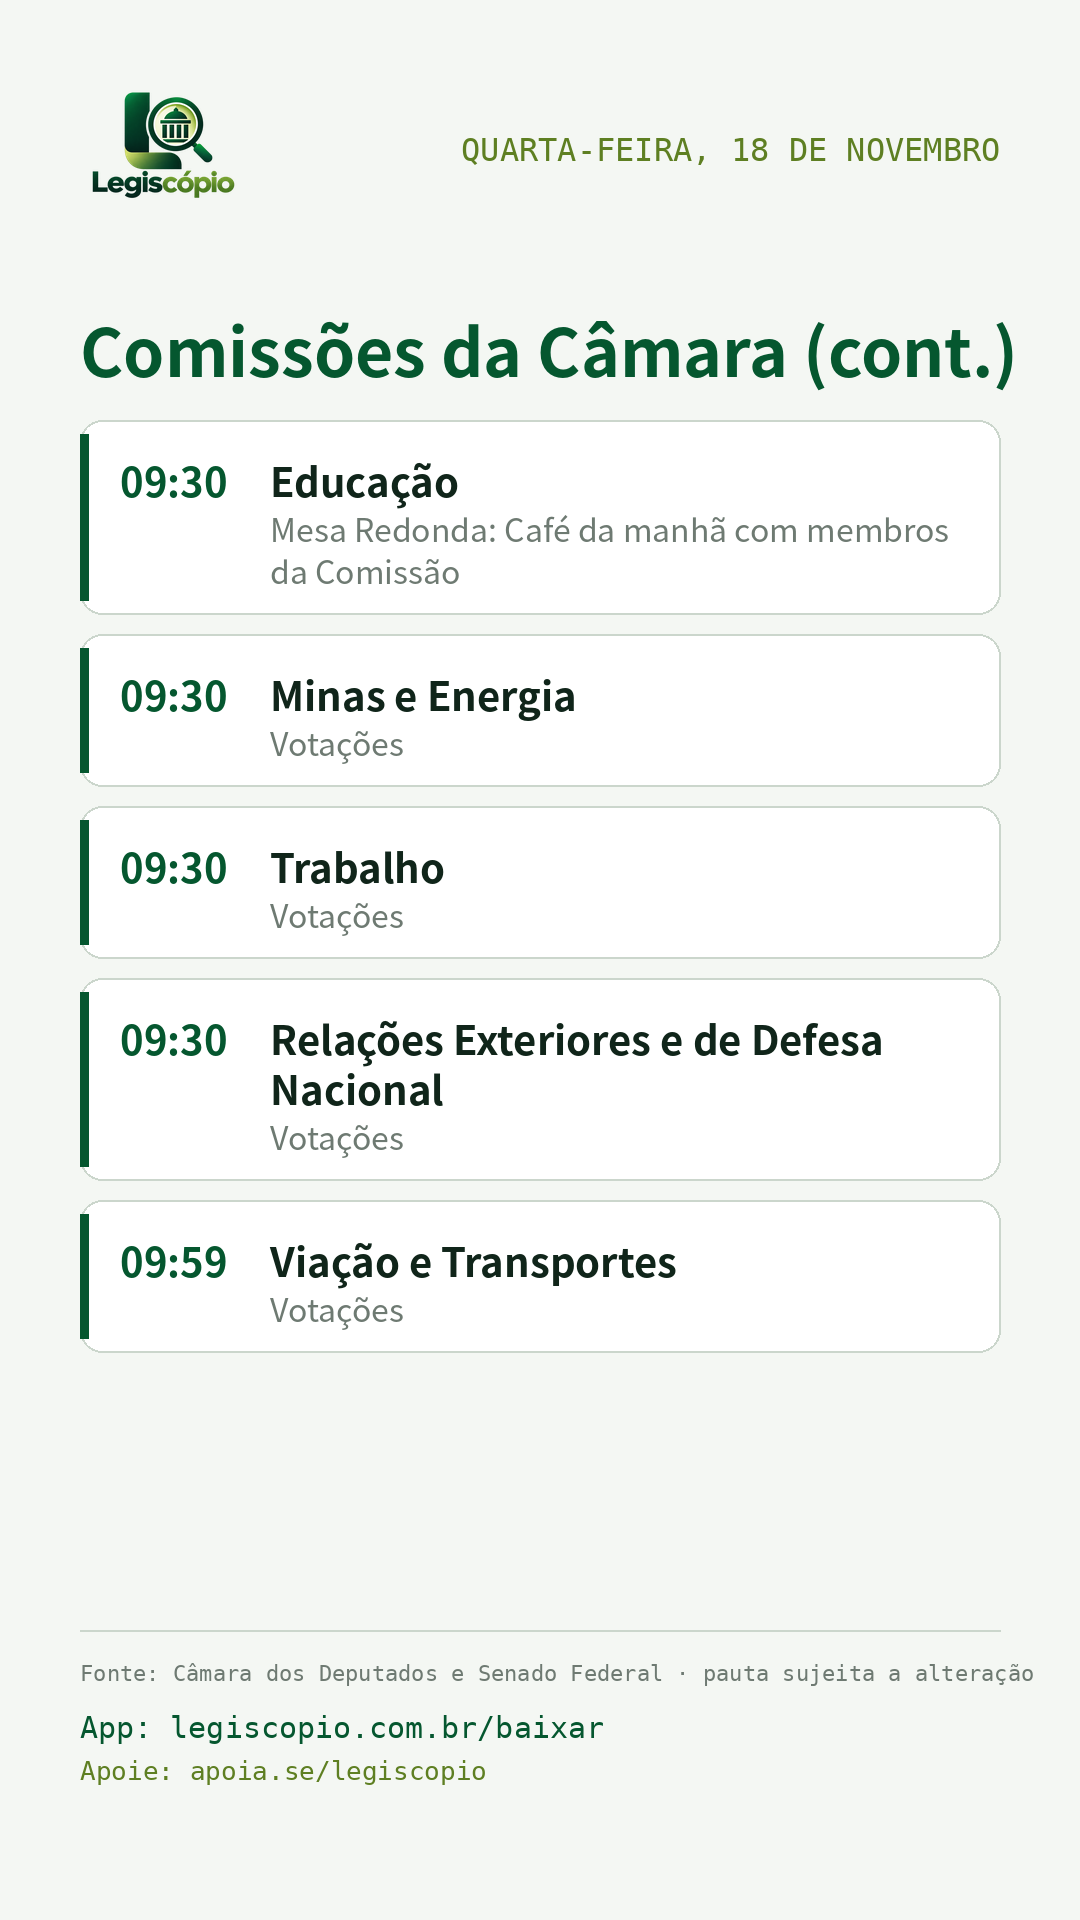 Legiscópio
QUARTA-FEIRA, 18 DE NOVEMBRO
Comissões da Câmara (cont.)
09:30 Educação
Mesa Redonda: Café da manhã com membros
da Comissão
09:30 Minas e Energia
Votações
09:30 Trabalho
Votações
09:30 Relações Exteriores e de Defesa
Nacional
Votações
09:59 Viação e Transportes
Votações
Fonte: Câmara dos Deputados e Senado Federal · pauta sujeita a alteração
App: legiscopio.com.br/baixar
Apoie: apoia.se/legiscopio